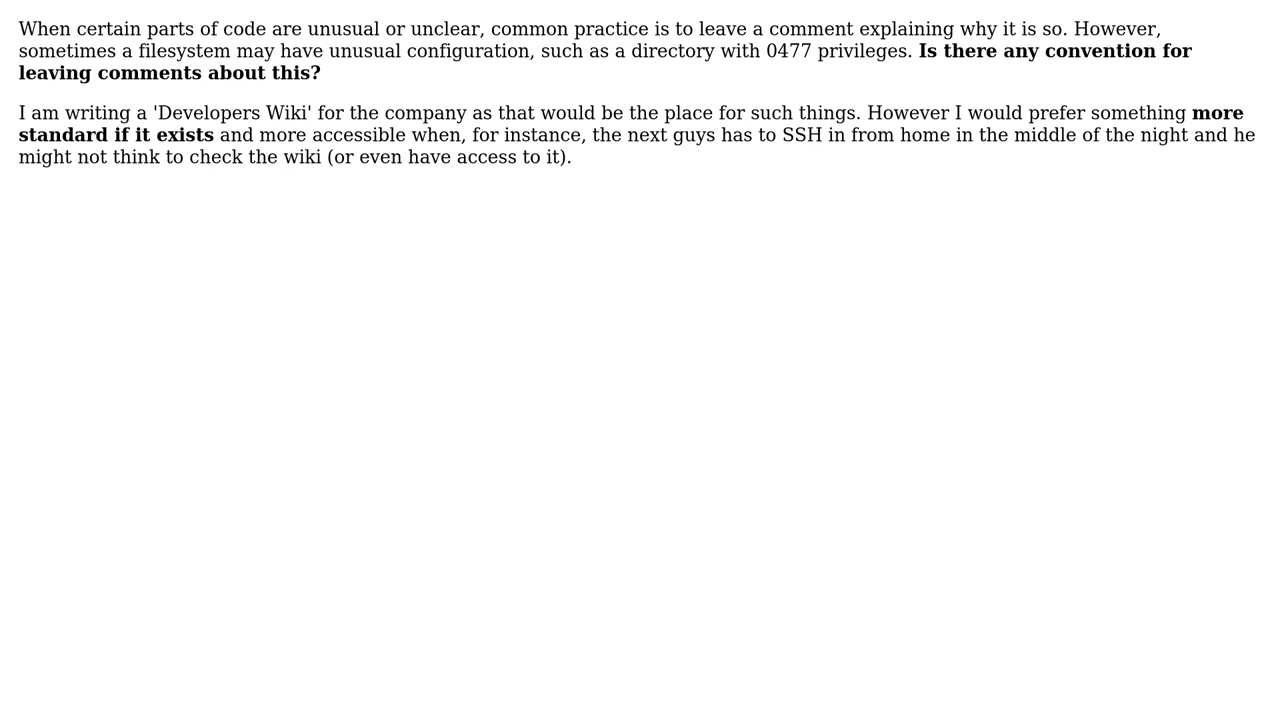 When certain parts of code are unusual or unclear, common practice is to leave a comment explaining why it is so. However,
sometimes a filesystem may have unusual configuration, such as a directory with 0477 privileges. Is there any convention for
leaving comments about this?
I am writing a 'Developers Wiki' for the company as that would be the place for such things. However I would prefer something more
standard if it exists and more accessible when, for instance, the next guys has to SSH in from home in the middle of the night and he
might not think to check the wiki (or even have access to it).